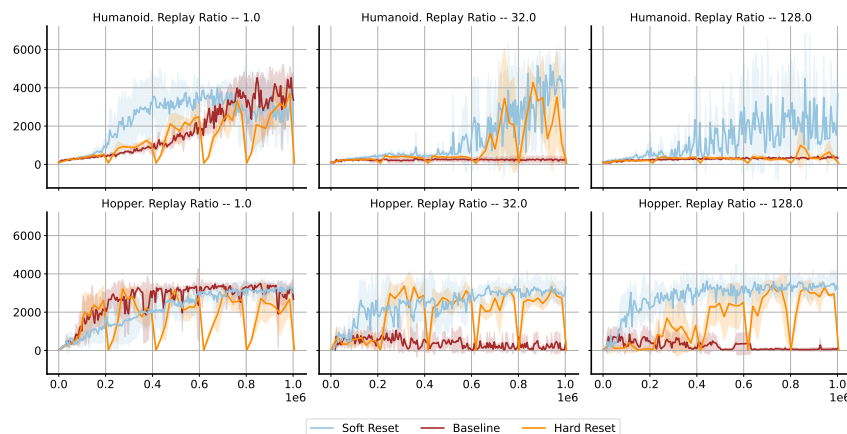 Humanoid. Replay Ratio -- 1.0
Humanoid. Replay Ratio -- 32.0
Humanoid. Replay Ratio -- 128.0
6000
4000
2000
0
Hopper. Replay Ratio -- 1.0
Hopper. Replay Ratio -- 32.0
Hopper. Replay Ratio -- 128.0
6000
4000
2000
0
0.0 0.2 0.4 0.6 0.8 1.0
1e6
0.0 0.2 0.4 0.6 0.8 1.0
1e6
0.0 0.2 0.4 0.6 0.8 1.0
1e6
Soft Reset Baseline Hard Reset